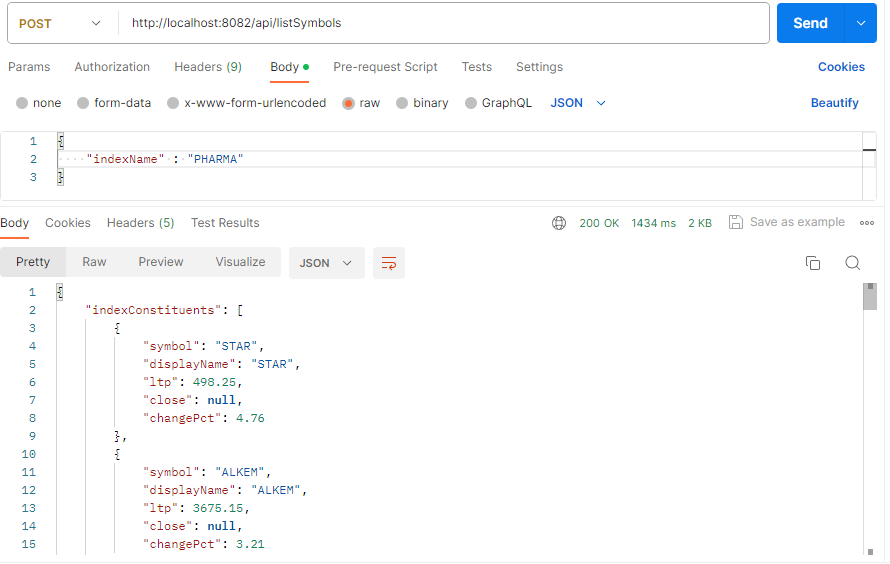 POST http://localhost:8082/api/listSymbols Send
Params Authorization Headers (9) Body Pre-request Script Tests Settings Cookies
none form-data x-www-form-urlencoded raw binary GraphQL JSON Beautify
1 {
2 "indexName" : "PHARMA"
3 }
Body Cookies Headers (5) Test Results 200 OK 1434 ms 2 KB Save as example
Pretty Raw Preview Visualize JSON
1 {
2 "indexConstituents": [
3 {
4 "symbol": "STAR",
5 "displayName": "STAR",
6 "ltp": 498.25,
7 "close": null,
8 "changePct": 4.76
9 },
10 {
11 "symbol": "ALKEM",
12 "displayName": "ALKEM",
13 "ltp": 3675.15,
14 "close": null,
15 "changePct": 3.21